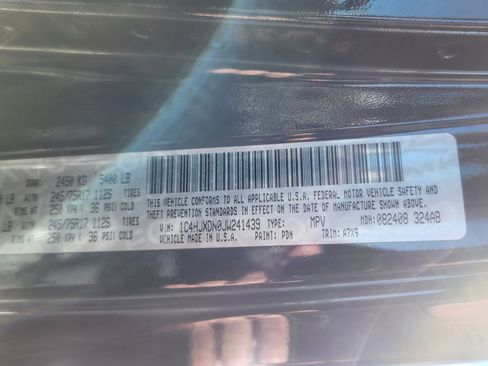 2450 KG 5400 LB
245/75R17 112S TIRES
250 KPA ( 36 PSI) COLD
245/75R17 112S TIRES
250 KPA ( 36 PSI) COLD
THIS VEHICLE CONFORMS TO ALL APPLICABLE U.S.A. FEDERAL MOTOR VEHICLE SAFETY AND
THEFT PREVENTION STANDARDS IN EFFECT ON THE DATE OF MANUFACTURE SHOWN ABOVE.
VIN: 1C4HJXDN0JW241439 TYPE: MPV MDH: 082408 324AB
VEHICLE MADE IN U.S.A. PAINT: PDN TRIM: A7X9